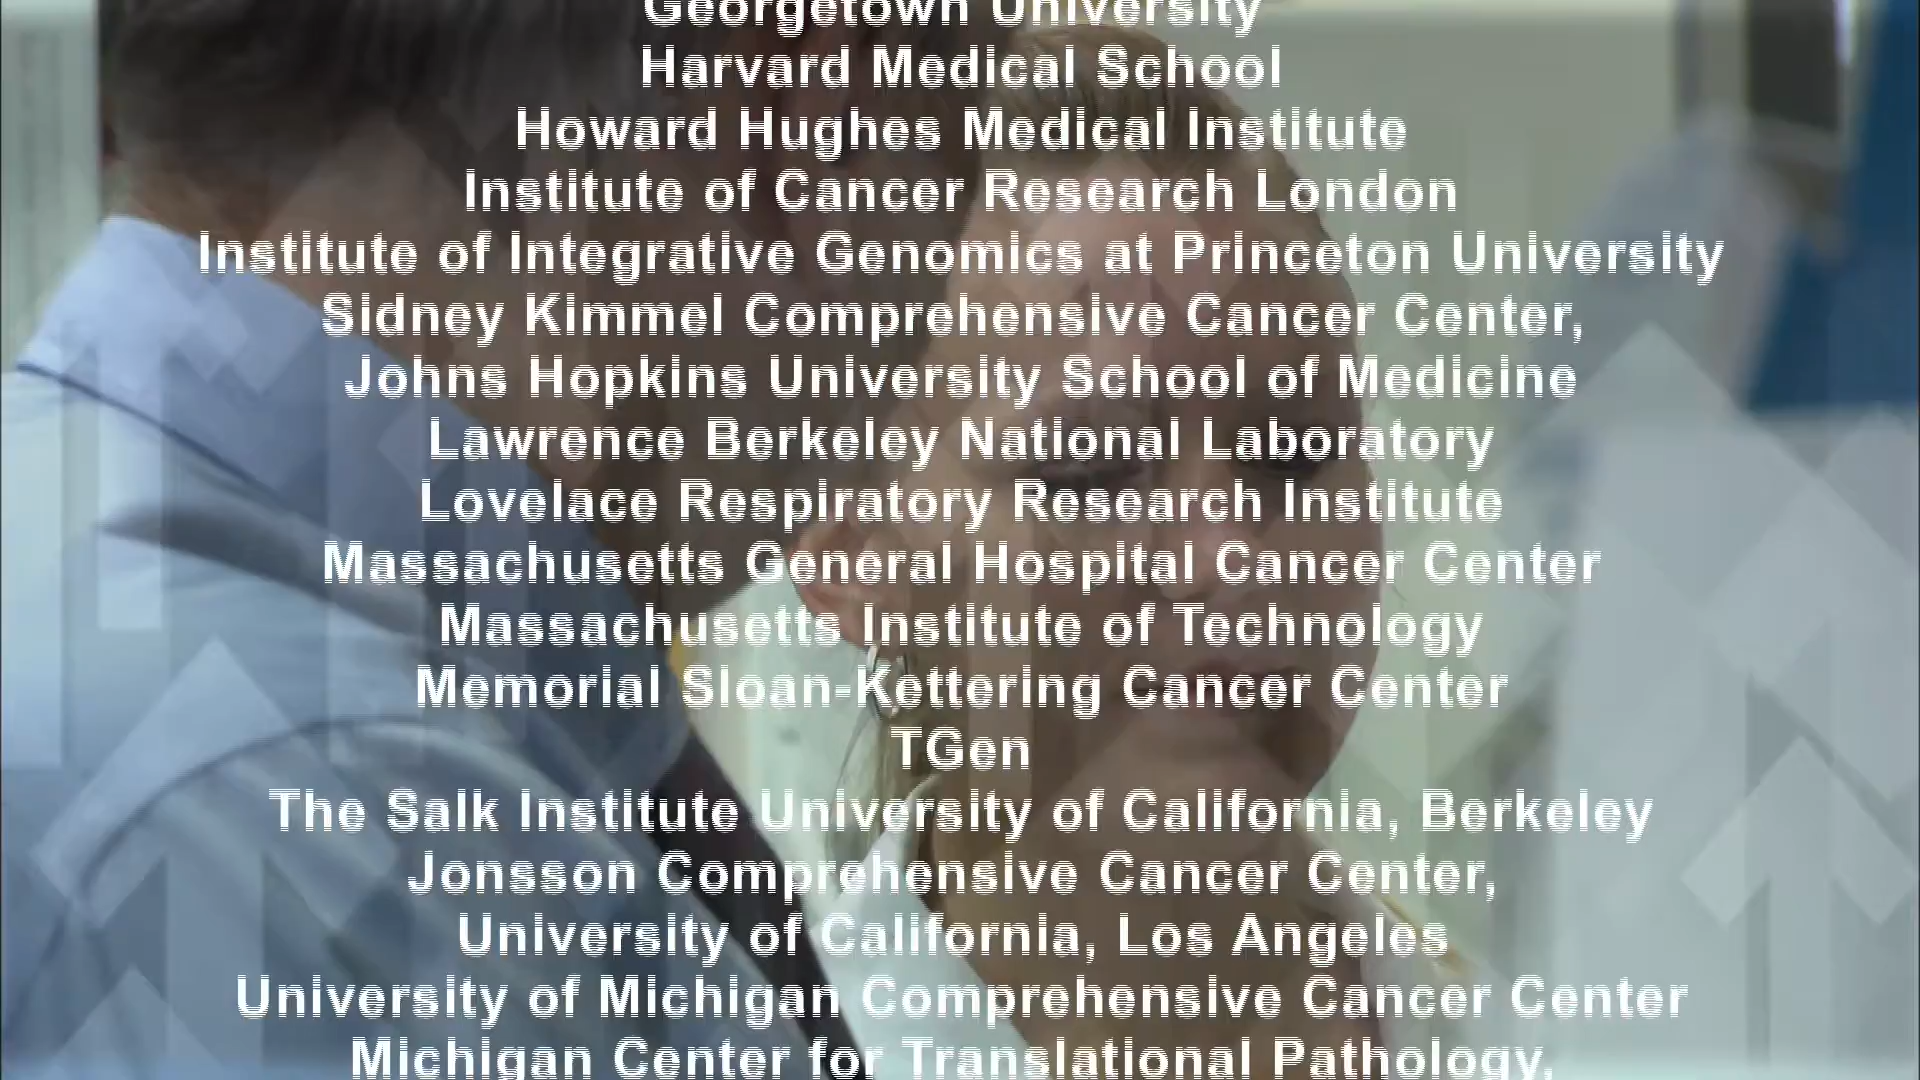 Georgetown University
Harvard Medical School
Howard Hughes Medical Institute
Institute of Cancer Research London
Institute of Integrative Genomics at Princeton University
Sidney Kimmel Comprehensive Cancer Center,
Johns Hopkins University School of Medicine
Lawrence Berkeley National Laboratory
Lovelace Respiratory Research Institute
Massachusetts General Hospital Cancer Center
Massachusetts Institute of Technology
Memorial Sloan-Kettering Cancer Center
TGen
The Salk Institute University of California, Berkeley
Jonsson Comprehensive Cancer Center,
University of California, Los Angeles
University of Michigan Comprehensive Cancer Center
Michigan Center for Translational Pathology,